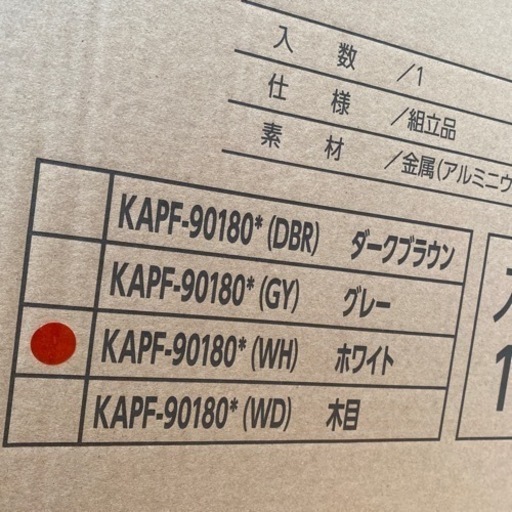 入 数 /1
仕 様 /組立品
素 材 /金属(アルミニウ
KAPF-90180*(DBR) ダークブラウン
KAPF-90180*(GY) グレー
KAPF-90180*(WH) ホワイト
KAPF-90180*(WD) 木目
1